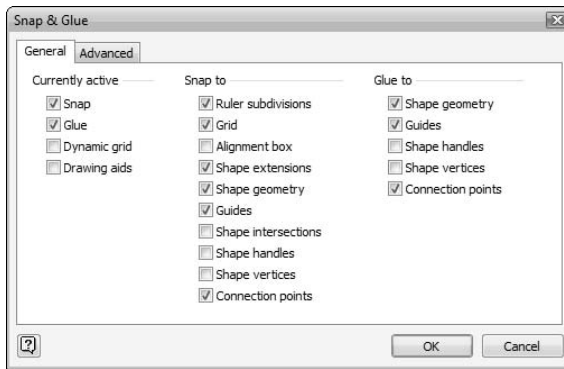 Snap & Glue
General
Advanced
Currently active
Snap
Glue
Dynamic grid
Drawing aids
Snap to
Ruler subdivisions
Grid
Alignment box
Shape extensions
Shape geometry
Guides
Shape intersections
Shape handles
Shape vertices
Connection points
Glue to
Shape geometry
Guides
Shape handles
Shape vertices
Connection points
?
OK
Cancel